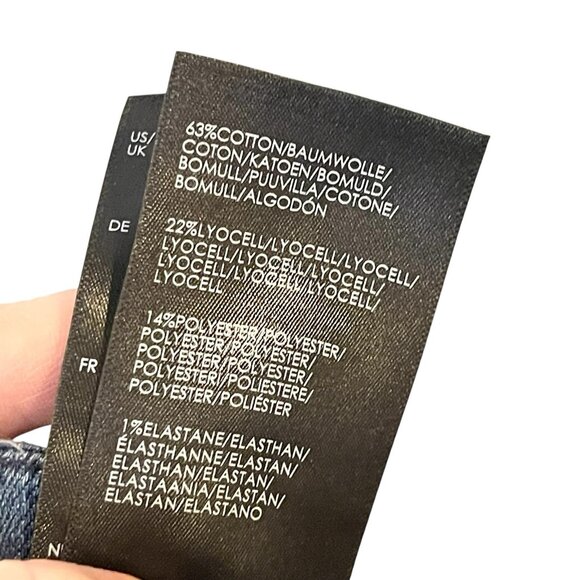 US/
UK
DE
FR
63%COTTON/BAUMWOLLE/
COTON/KATOEN/BOMULD/
BOMULL/PUUVILLA/COTONE/
BOMULL/ALGODÓN
22%LYOCELL/LYOCELL/LYOCELL/
LYOCELL/LYOCELL/LYOCELL/
LYOCELL/LYOCELL/LYOCELL/
LYOCELL
14%POLYESTER/POLYESTER/
POLYESTER/POLYESTER/
POLYESTER/POLYESTER/
POLYESTERI/POLIESTERE/
POLYESTER/POLIÉSTER
1%ELASTANE/ELASTHAN/
ÉLASTHANNE/ELASTAN/
ELASTHAN/ELASTAN/
ELASTAANIA/ELASTAN/
ELASTAN/ELASTANO